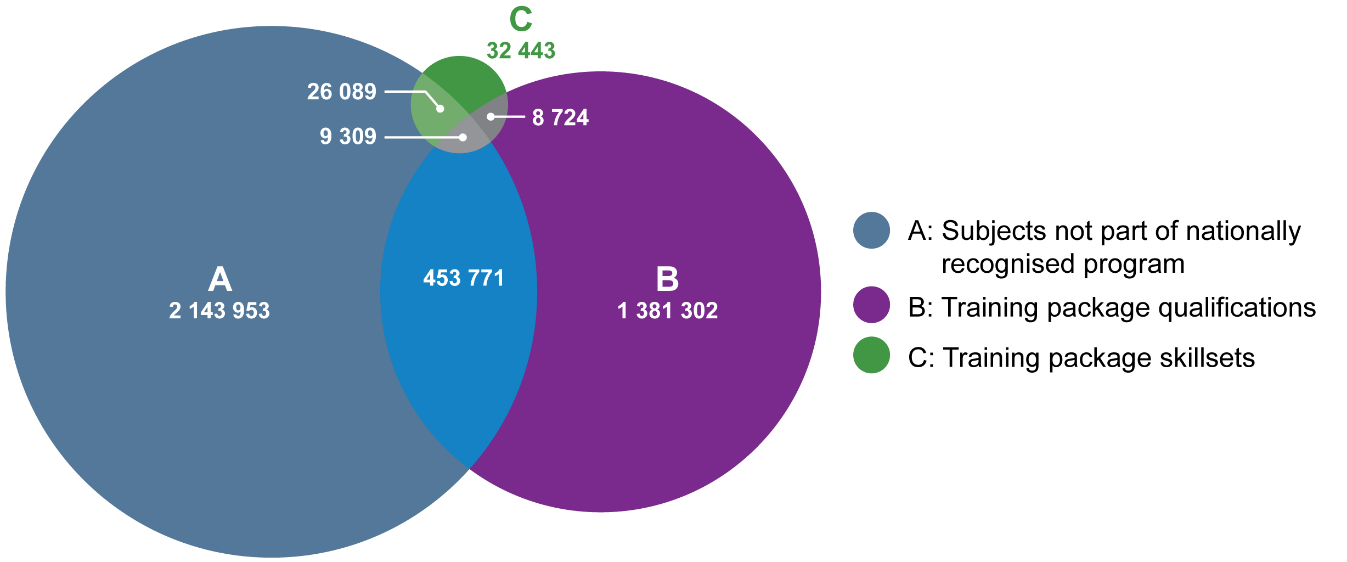 C
32 443
26 089
8 724
9 309
A
2 143 953
453 771
B
1 381 302
A: Subjects not part of nationally
recognised program
B: Training package qualifications
C: Training package skillsets